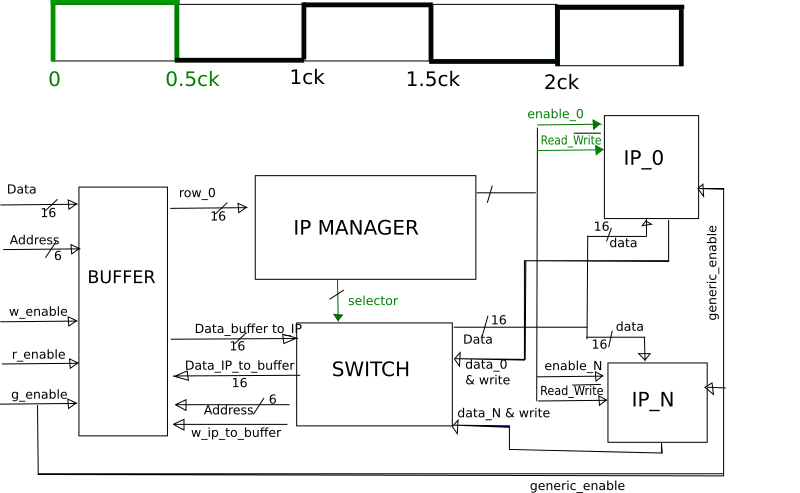 0
0.5ck
1ck
1.5ck
2ck
enable_0
Read_Write
IP_0
Data
16
row_0
16
IP MANAGER
16
data
Address
6
BUFFER
generic_enable
selector
w_enable
Data_buffer to_IP
16
16
Data
data
16
r_enable
Data_IP_to_buffer
16
SWITCH
data_0
& write
enable_N
Read_Write
IP_N
g_enable
Address
6
data_N & write
w_ip_to_buffer
generic_enable